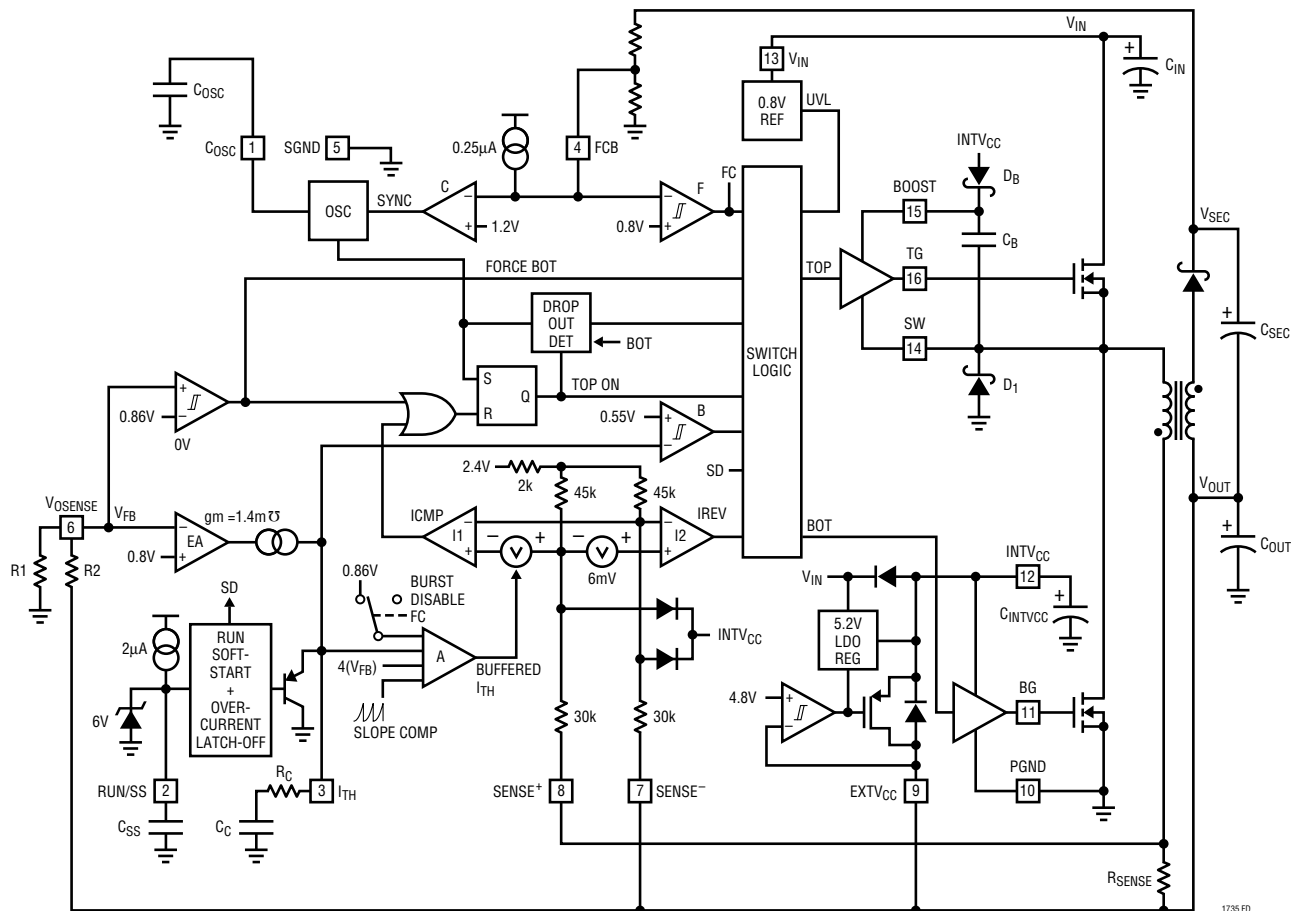 VIN
13 VIN
+ CIN
COSC
0.8V
REF
UVL
COSC
1
SGND
5
0.25µA
4
FCB
INTVCC
DB
FC
BOOST
15
CB
VSEC
OSC
SYNC
C
−
+
1.2V
F
−
0.8V
+
FORCE BOT
TOP
TG
16
DROP
OUT
DET
BOT
SW
14
+
CSEC
SWITCH
LOGIC
S
Q
R
TOP ON
D1
+
0.86V
−
0V
0.55V
+
B
−
2.4V
2k
45k
45k
SD
VOSENSE
6
VFB
gm =1.4m℧
−
EA
0.8V
+
R1
R2
ICMP
−
I1
+
−
V
+
−
V
+
6mV
−
IREV
I2
+
BOT
VOUT
+
COUT
VIN
INTVCC
12
+
CINTVCC
0.86V
BURST
DISABLE
FC
SD
2µA
RUN
SOFT-
START
+
OVER-
CURRENT
LATCH-OFF
6V
4(VFB)
A
BUFFERED
ITH
SLOPE COMP
INTVCC
5.2V
LDO
REG
4.8V
+
−
BG
11
30k
30k
RC
RUN/SS
2
3
ITH
SENSE+
8
7
SENSE−
EXTVCC
9
PGND
10
CSS
CC
RSENSE
1735 FD